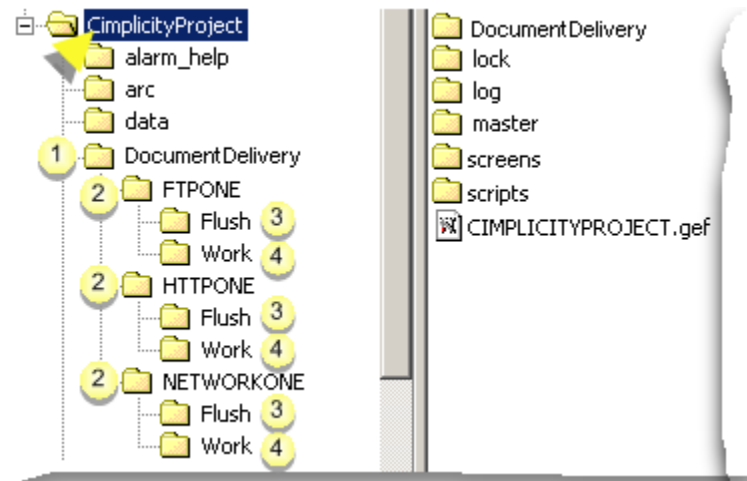 CimplicityProject
alarm_help
arc
data
1 DocumentDelivery
2 FTPONE
Flush 3
Work 4
2 HTTPONE
Flush 3
Work 4
2 NETWORKONE
Flush 3
Work 4
DocumentDelivery
lock
log
master
screens
scripts
CIMPLICITYPROJECT.gef